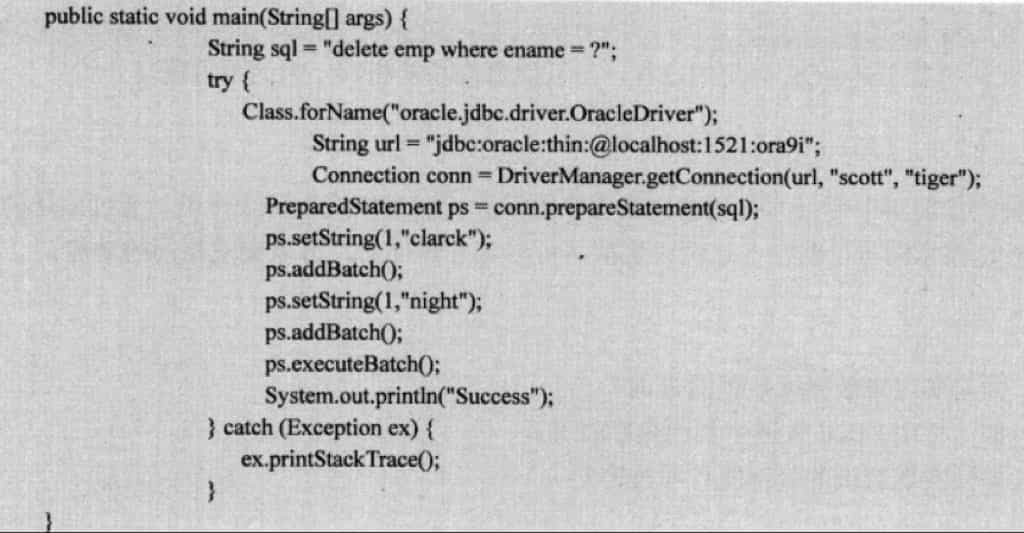 public static void main(String[] args) {
String sql = "delete emp where ename = ?";
try {
Class.forName("oracle.jdbc.driver.OracleDriver");
String url = "jdbc:oracle:thin:@localhost:1521:ora9i";
Connection conn = DriverManager.getConnection(url, "scott", "tiger");
PreparedStatement ps = conn.prepareStatement(sql);
ps.setString(1,"clarck");
ps.addBatch();
ps.setString(1,"night");
ps.addBatch();
ps.executeBatch();
System.out.println("Success");
} catch (Exception ex) {
ex.printStackTrace();
}
}